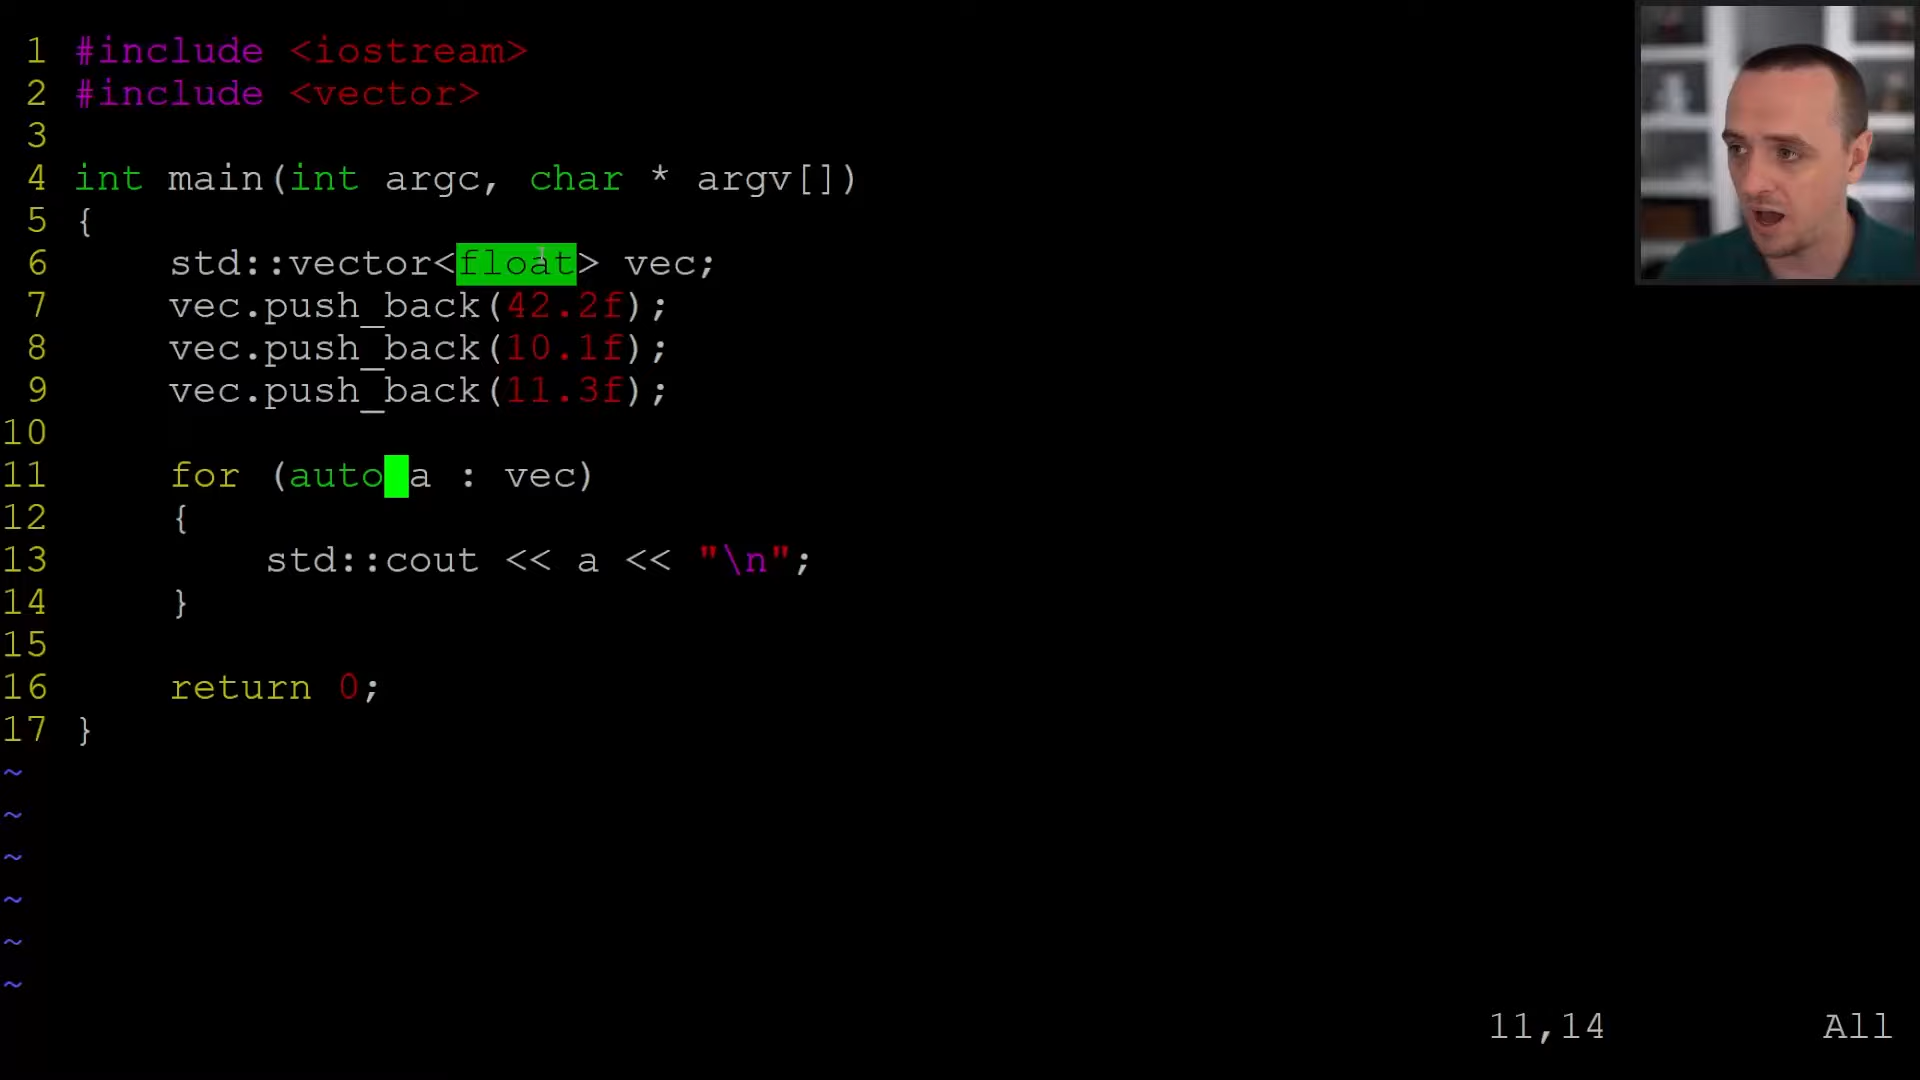 1 #include <iostream>
2 #include <vector>
3
4 int main(int argc, char * argv[])
5 {
6     std::vector<float> vec;
7     vec.push_back(42.2f);
8     vec.push_back(10.1f);
9     vec.push_back(11.3f);
10
11     for (auto a : vec)
12     {
13         std::cout << a << "\n";
14     }
15
16     return 0;
17 }
~
~
~
~
~
~
11,14 All